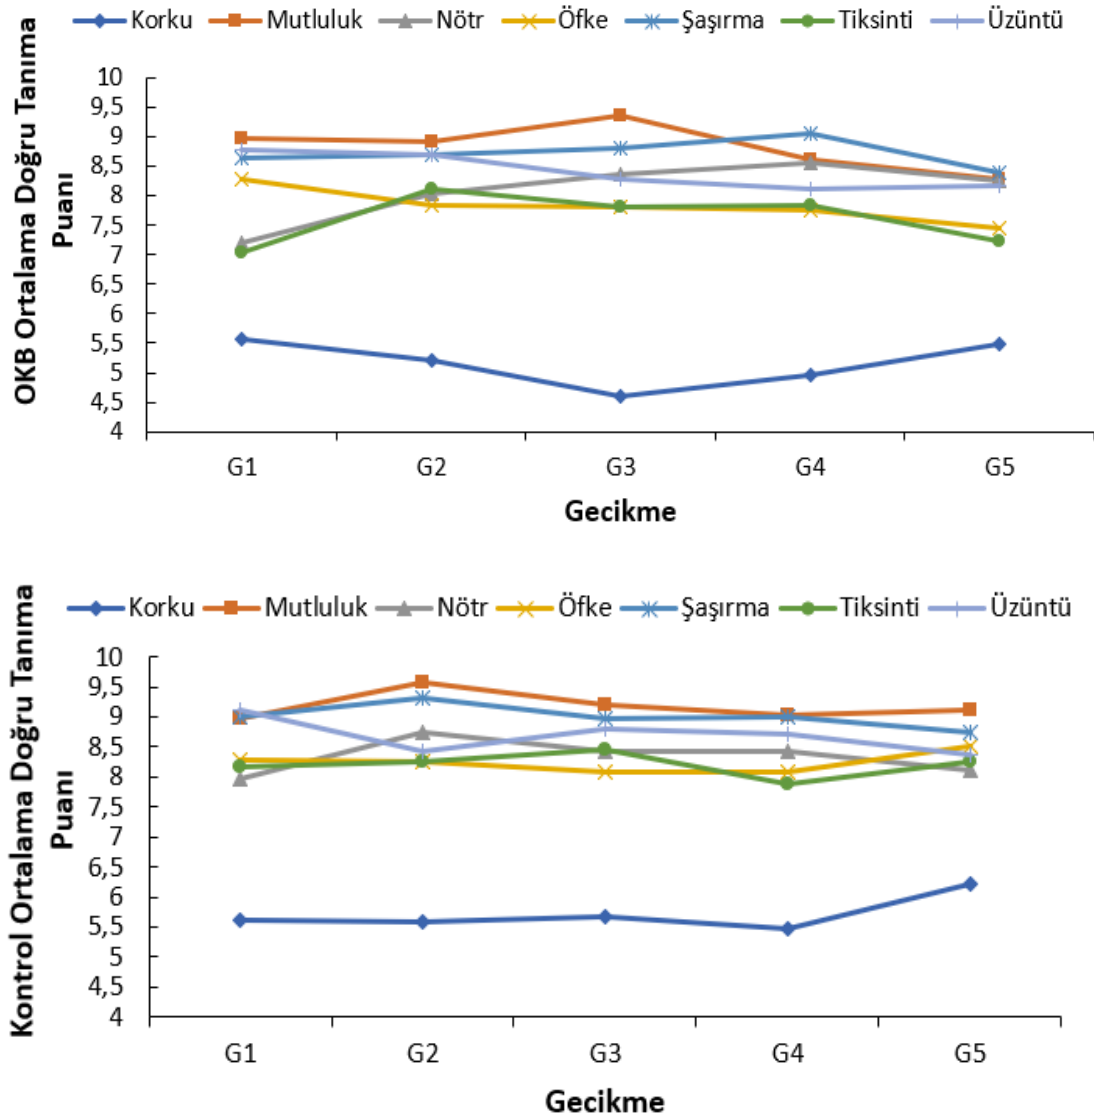 Korku Mutluluk Nötr Öfke Şaşırma Tiksinti Üzüntü
OKB Ortalama Doğru Tanıma
Puanı
10
9,5
9
8,5
8
7,5
7
6,5
6
5,5
5
4,5
4
G1 G2 G3 G4 G5
Gecikme
Korku Mutluluk Nötr Öfke Şaşırma Tiksinti Üzüntü
Kontrol Ortalama Doğru Tanıma
Puanı
10
9,5
9
8,5
8
7,5
7
6,5
6
5,5
5
4,5
4
G1 G2 G3 G4 G5
Gecikme